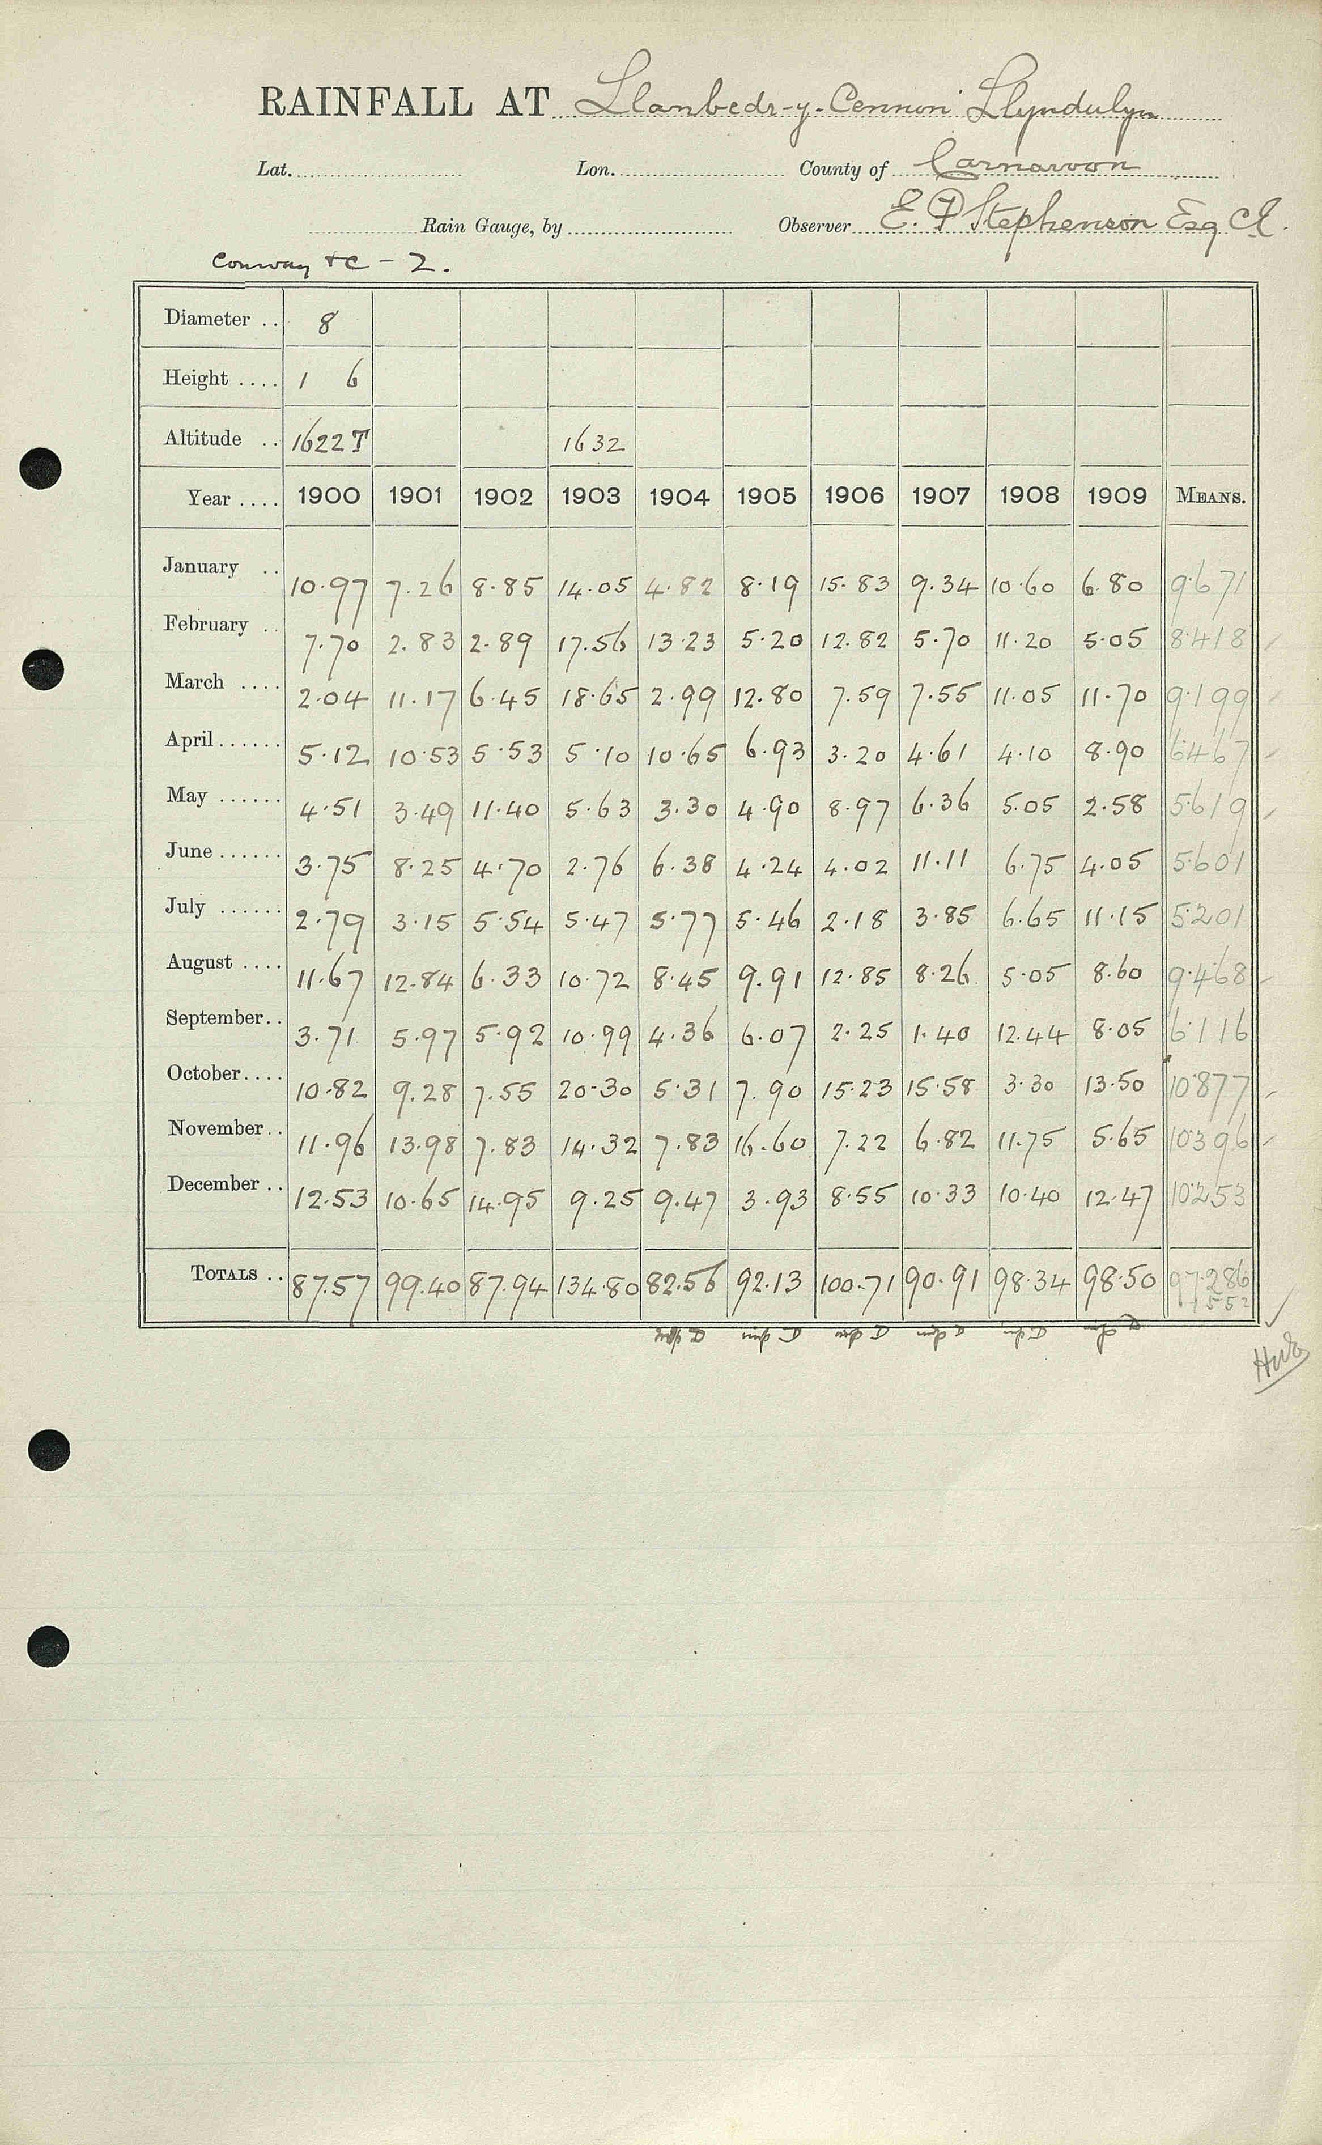 RAINFALL AT Llanbedr-y-Cennin Llyndulyn
Lat. Lon. County of Carnarvon
Rain Gauge, by Observer E. P Stephenson Esq CE.
Conway &c - 2.
Diameter .. 8
Height .... 1 6
Altitude .. 1622 T 1632
Year .... 1900 1901 1902 1903 1904 1905 1906 1907 1908 1909 MEANS.
January .. 10.97 7.26 8.85 14.05 4.82 8.19 15.83 9.34 10.60 6.80 9.671
February .. 7.70 2.83 2.89 17.56 13.23 5.20 12.82 5.70 11.20 5.05 8.418
March .... 2.04 11.17 6.45 18.65 2.99 12.80 7.59 7.55 11.05 11.70 9.199
April...... 5.12 10.53 5.53 5.10 10.65 6.93 3.20 4.61 4.10 8.90 6.467
May ...... 4.51 3.49 11.40 5.63 3.30 4.90 8.97 6.36 5.05 2.58 5.619
June...... 3.75 8.25 4.70 2.76 6.38 4.24 4.02 11.11 6.75 4.05 5.601
July ...... 2.79 3.15 5.54 5.47 5.77 5.46 2.18 3.85 6.65 11.15 5.201
August .... 11.67 12.84 6.33 10.72 8.45 9.91 12.85 8.26 5.05 8.60 9.468
September.. 3.71 5.97 5.92 10.99 4.36 6.07 2.25 1.40 12.44 8.05 6.116
October.... 10.82 9.28 7.55 20.30 5.31 7.90 15.23 15.58 3.30 13.50 10.877
November.. 11.96 13.98 7.83 14.32 7.83 16.60 7.22 6.82 11.75 5.65 10.396
December .. 12.53 10.65 14.95 9.25 9.47 3.93 8.55 10.33 10.40 12.47 10.253
TOTALS .. 87.57 99.40 87.94 134.80 82.56 92.13 100.71 90.91 98.34 98.50 97.286